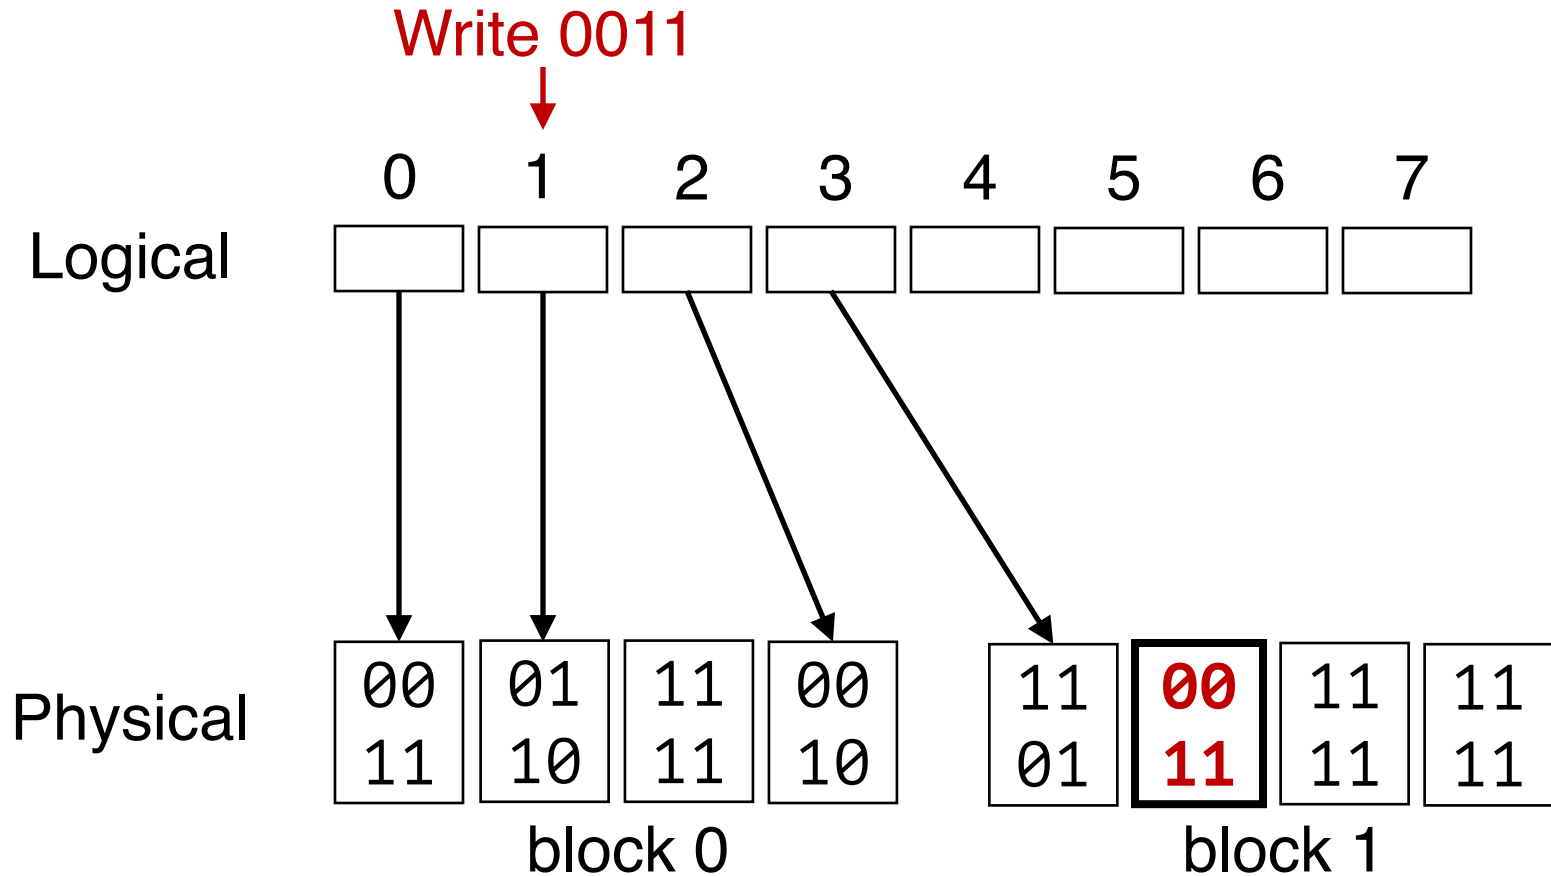 Write 0011
0 1 2 3 4 5 6 7
Logical
Physical
00 01 11 00 11 00 11 11
11 10 11 10 01 11 11 11
block 0 block 1